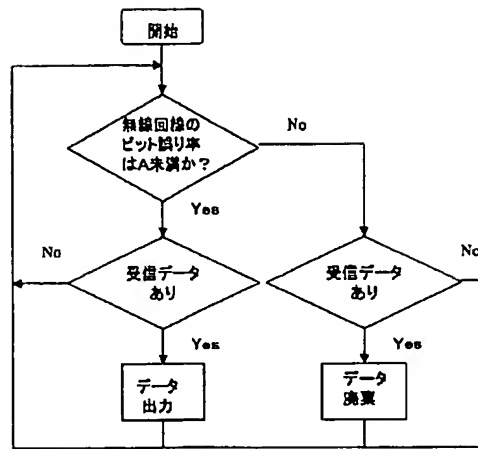 開始
無線回線の
ビット誤り率
はA未満か?
No
Yes
No
受信データ
あり
受信データ
あり
No
Yes
Yes
データ
出力
データ
廃棄